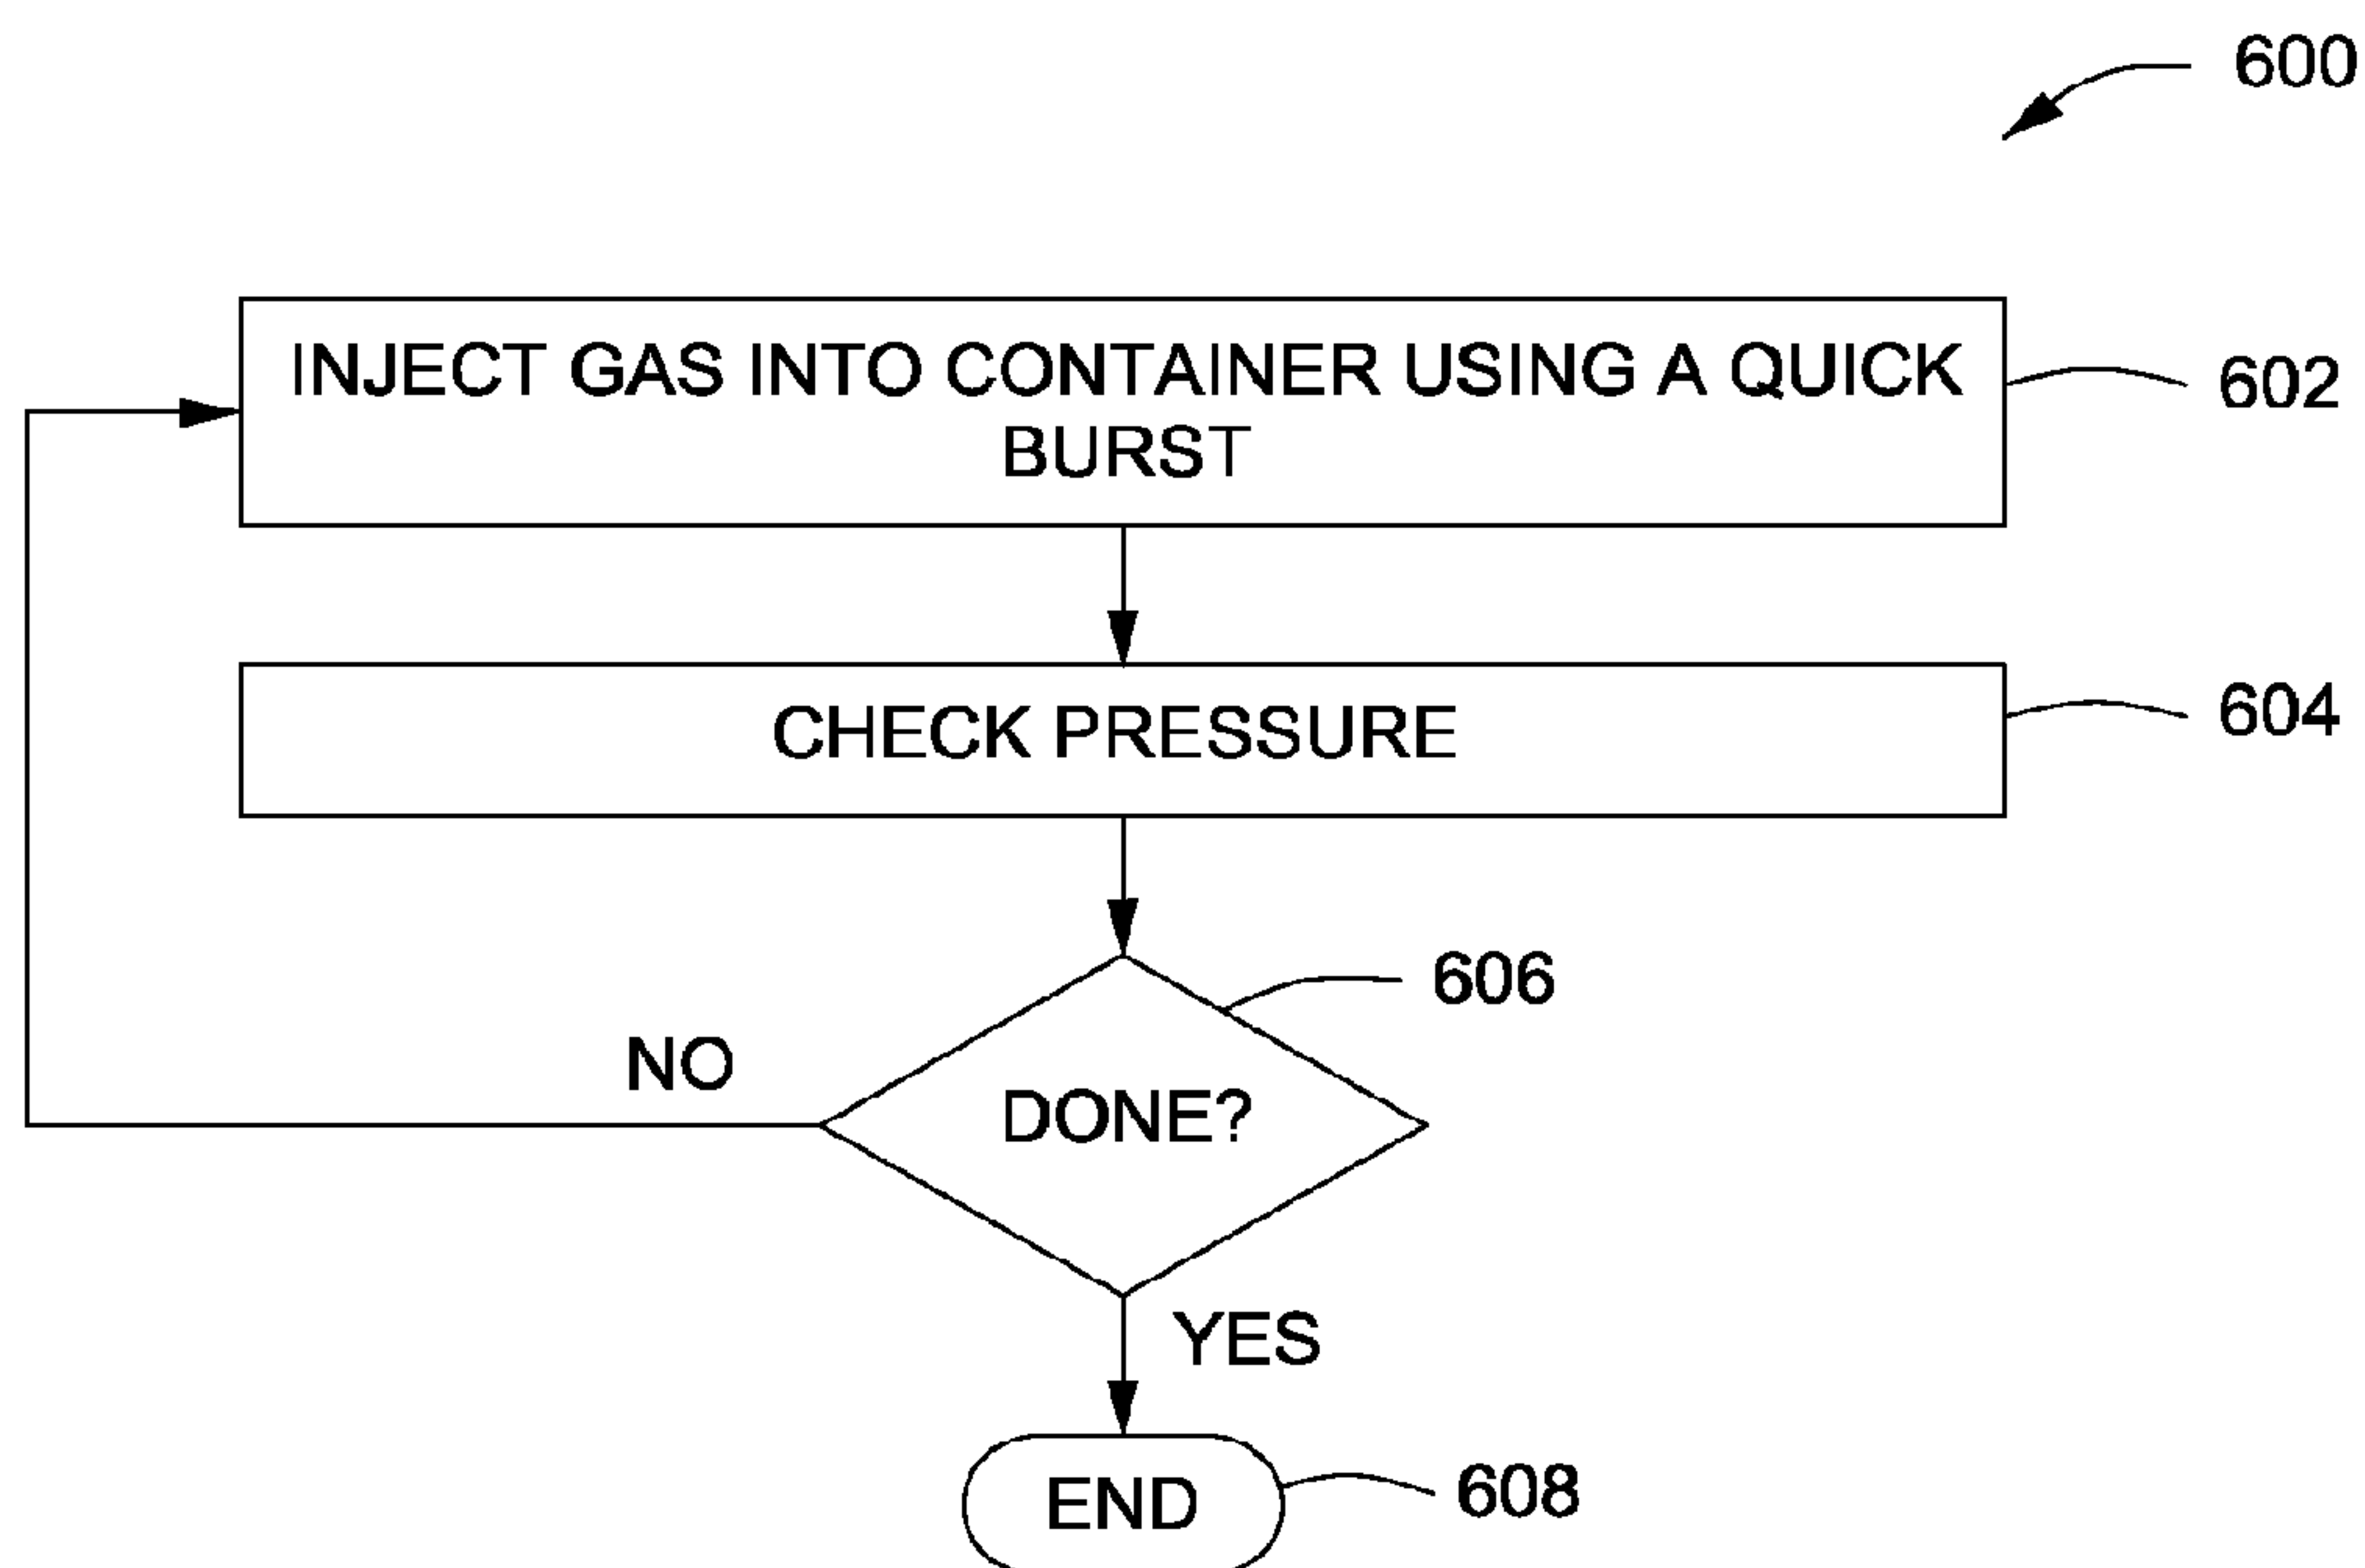 600
INJECT GAS INTO CONTAINER USING A QUICK
BURST
602
CHECK PRESSURE
604
606
NO
DONE?
YES
END
608